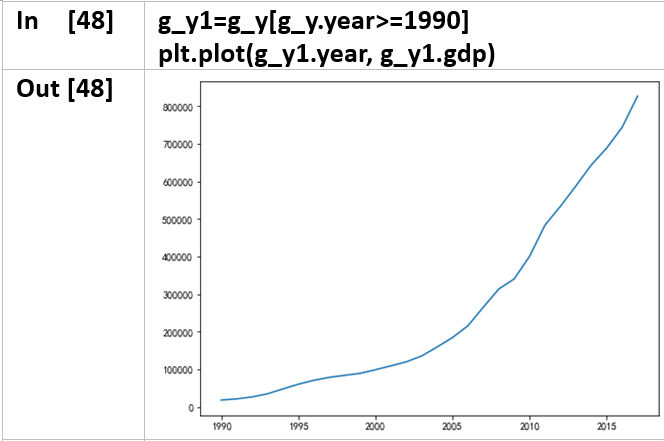 In [48]
g_y1=g_y[g_y.year>=1990]
plt.plot(g_y1.year, g_y1.gdp)
Out [48]
800000
700000
600000
500000
400000
300000
200000
100000
0
1990 1995 2000 2005 2010 2015